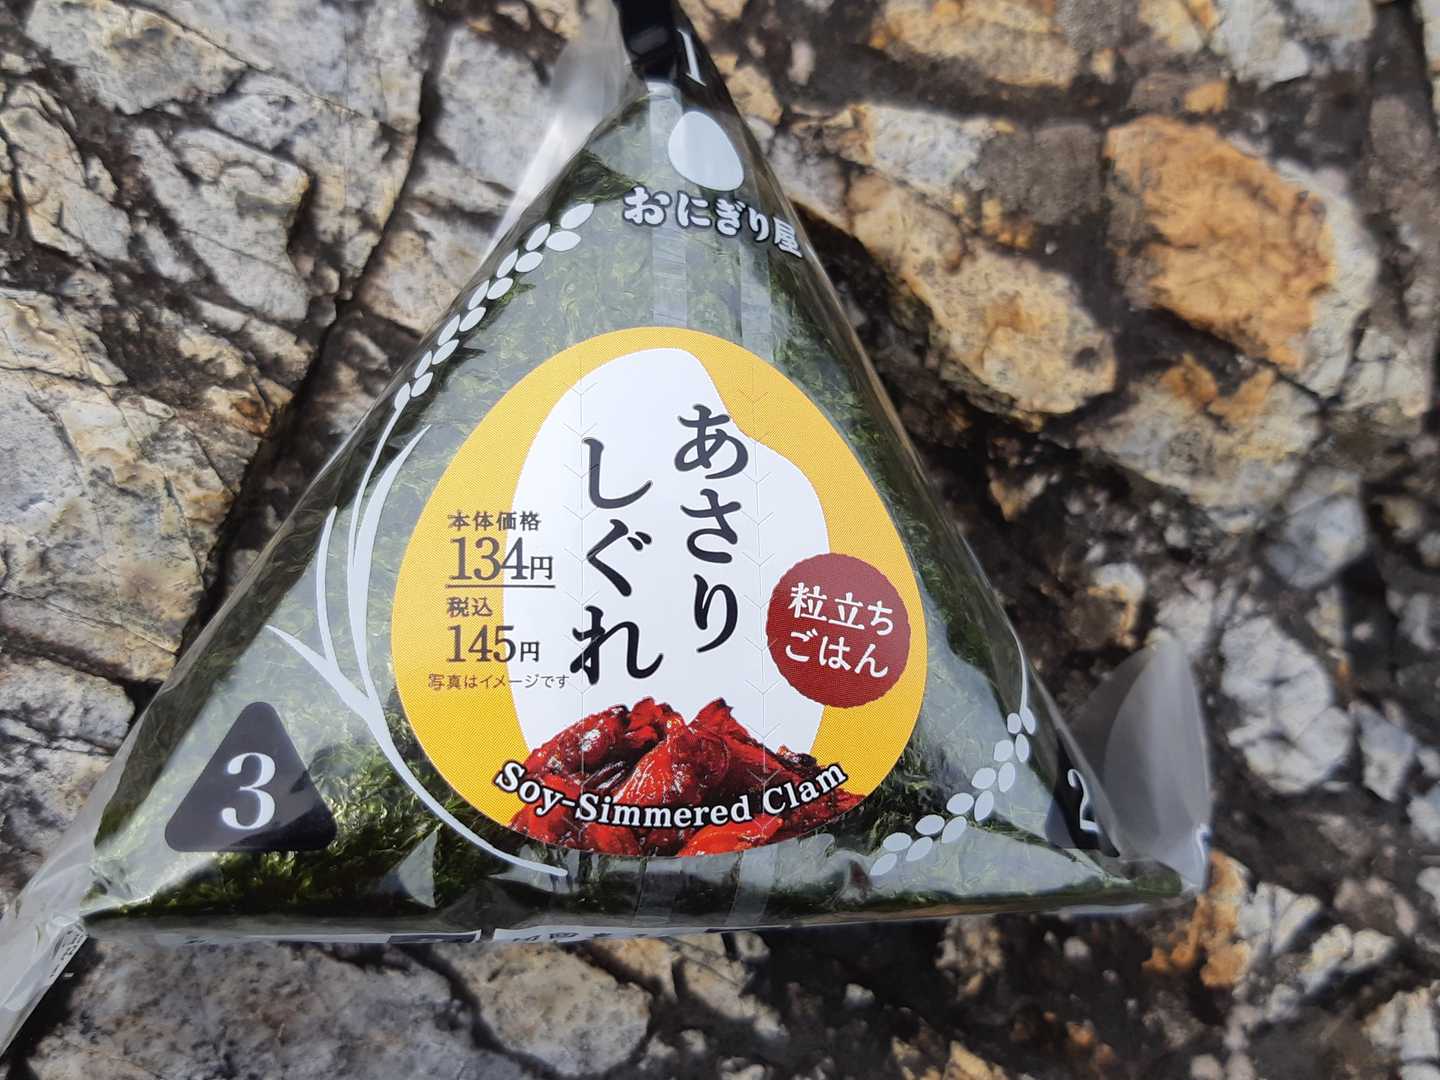 1
おにぎり屋
あさり
しぐれ
本体価格
134円
税込
145円
写真はイメージです
粒立ち
ごはん
Soy-Simmered Clam
3
2